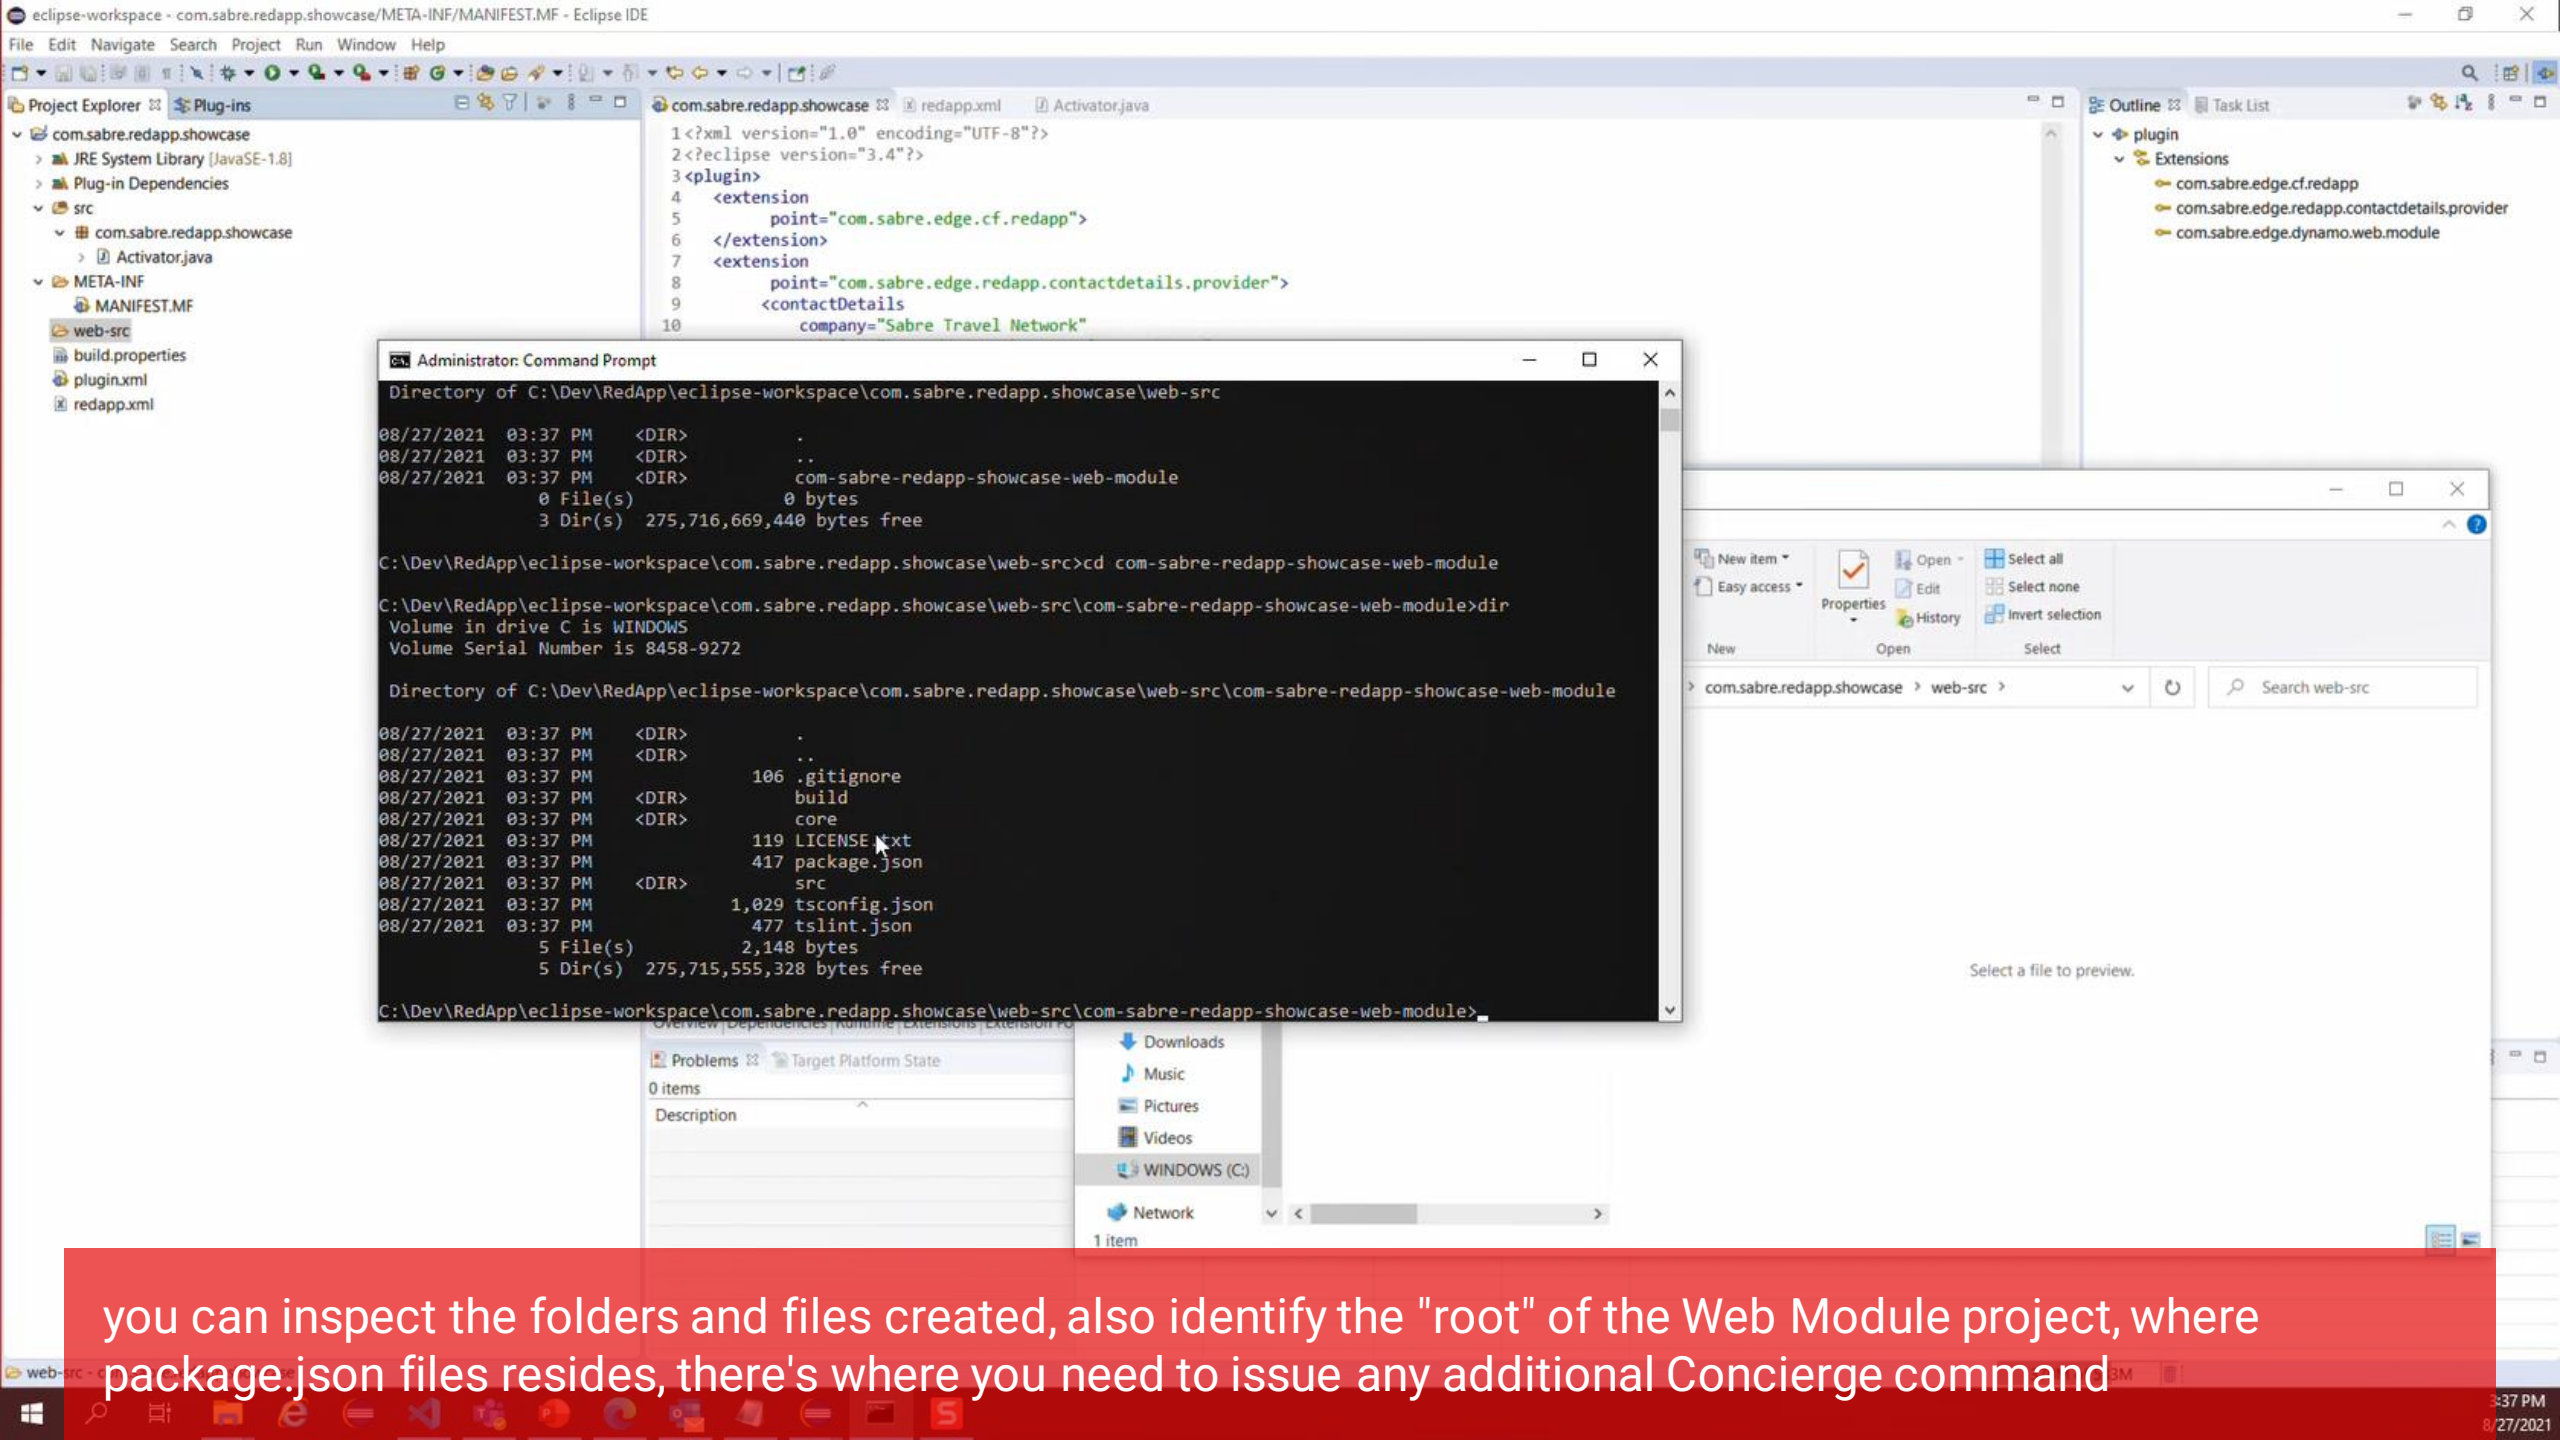 eclipse-workspace - com.sabre.redapp.showcase/META-INF/MANIFEST.MF - Eclipse IDE
File Edit Navigate Search Project Run Window Help
Project Explorer
Plug-ins
com.sabre.redapp.showcase
JRE System Library [JavaSE-1.8]
Plug-in Dependencies
src
com.sabre.redapp.showcase
Activator.java
META-INF
MANIFEST.MF
web-src
build.properties
plugin.xml
redapp.xml
com.sabre.redapp.showcase
redapp.xml
Activator.java
1<?xml version="1.0" encoding="UTF-8"?>
2<?eclipse version="3.4"?>
3<plugin>
4 <extension
5 point="com.sabre.edge.cf.redapp">
6 </extension>
7 <extension
8 point="com.sabre.edge.redapp.contactdetails.provider">
9 <contactDetails
10 company="Sabre Travel Network"
Outline
Task List
plugin
Extensions
com.sabre.edge.cf.redapp
com.sabre.edge.redapp.contactdetails.provider
com.sabre.edge.dynamo.web.module
Administrator: Command Prompt
Directory of C:\Dev\RedApp\eclipse-workspace\com.sabre.redapp.showcase\web-src
08/27/2021 03:37 PM <DIR> .
08/27/2021 03:37 PM <DIR> ..
08/27/2021 03:37 PM <DIR> com-sabre-redapp-showcase-web-module
0 File(s) 0 bytes
3 Dir(s) 275,716,669,440 bytes free
C:\Dev\RedApp\eclipse-workspace\com.sabre.redapp.showcase\web-src>cd com-sabre-redapp-showcase-web-module
C:\Dev\RedApp\eclipse-workspace\com.sabre.redapp.showcase\web-src\com-sabre-redapp-showcase-web-module>dir
Volume in drive C is WINDOWS
Volume Serial Number is 8458-9272
Directory of C:\Dev\RedApp\eclipse-workspace\com.sabre.redapp.showcase\web-src\com-sabre-redapp-showcase-web-module
08/27/2021 03:37 PM <DIR> .
08/27/2021 03:37 PM <DIR> ..
08/27/2021 03:37 PM 106 .gitignore
08/27/2021 03:37 PM <DIR> build
08/27/2021 03:37 PM <DIR> core
08/27/2021 03:37 PM 119 LICENSE.txt
08/27/2021 03:37 PM 417 package.json
08/27/2021 03:37 PM <DIR> src
08/27/2021 03:37 PM 1,029 tsconfig.json
08/27/2021 03:37 PM 477 tslint.json
5 File(s) 2,148 bytes
5 Dir(s) 275,715,555,328 bytes free
C:\Dev\RedApp\eclipse-workspace\com.sabre.redapp.showcase\web-src\com-sabre-redapp-showcase-web-module>_
New item
Easy access
New
Properties
Open
Edit
History
Open
Select all
Select none
Invert selection
Select
com.sabre.redapp.showcase > web-src >
Search web-src
Select a file to preview.
Overview Dependencies Runtime Extensions
Problems
Target Platform State
0 items
Description
Downloads
Music
Pictures
Videos
WINDOWS (C:)
Network
1 item
you can inspect the folders and files created, also identify the "root" of the Web Module project, where
package.json files resides, there's where you need to issue any additional Concierge command
3:37 PM
8/27/2021